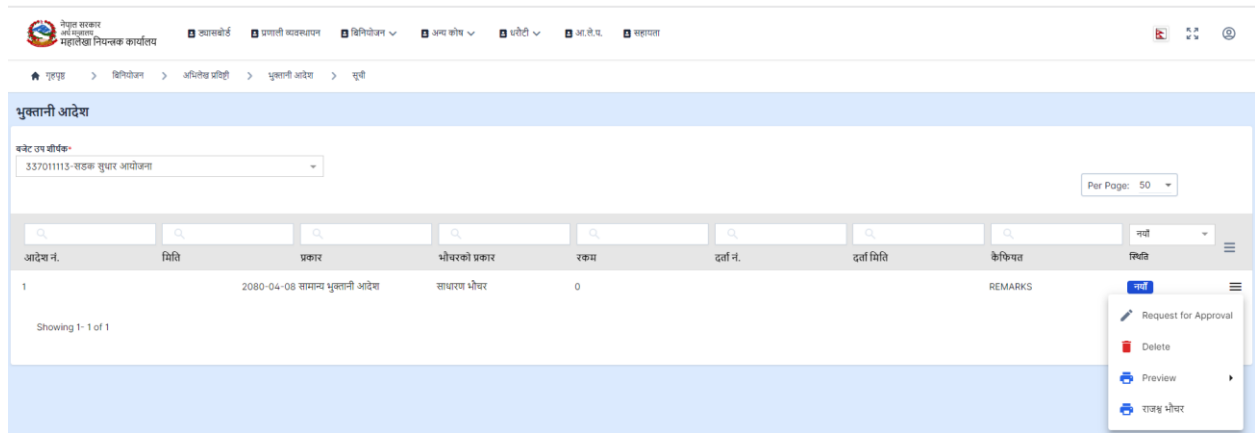 नेपाल सरकार
अर्थ मन्त्रालय
महालेखा नियन्त्रक कार्यालय
ड्यासबोर्ड प्रणाली व्यवस्थापन बिनियोजन अन्य कोष धरौटी आ.ले.प. सहायता
गृहपृष्ठ > बिनियोजन > अभिलेख प्रविष्टी > भुक्तानी आदेश > सूची
भुक्तानी आदेश
बजेट उप शीर्षक*
337011113-सडक सुधार आयोजना
Per Page: 50
नयाँ
आदेश नं. मिति प्रकार भौचरको प्रकार रकम दर्ता नं. दर्ता मिति कैफियत स्थिति
1 2080-04-08 सामान्य भुक्तानी आदेश साधारण भौचर 0 REMARKS नयाँ
Showing 1- 1 of 1
Request for Approval
Delete
Preview
राजश्व भौचर